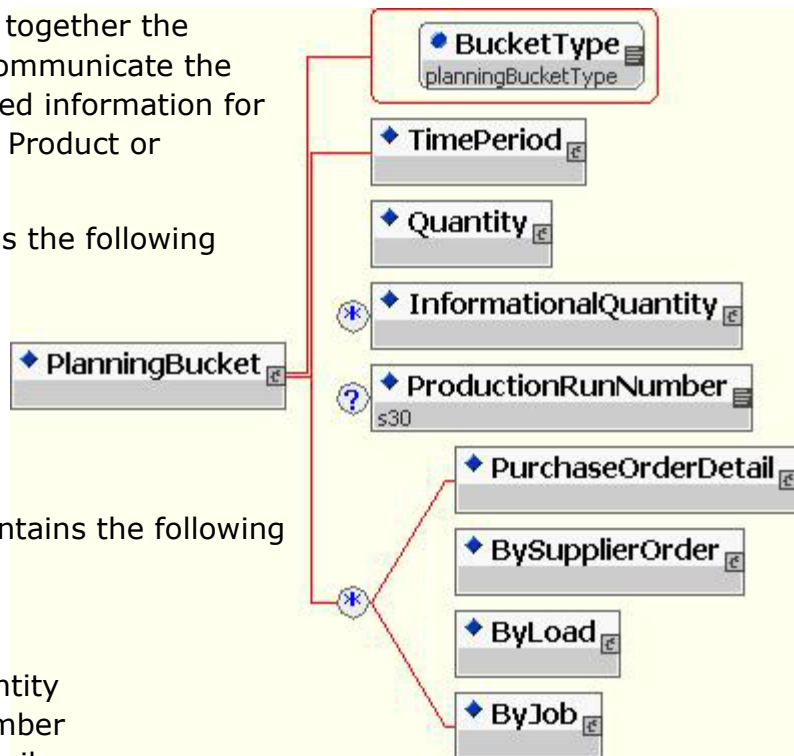 together the
ommunicate the
ed information for
Product or
s the following
ntains the following
ntity
mber
BucketType
planningBucketType
TimePeriod
Quantity
*
InformationalQuantity
PlanningBucket
?
ProductionRunNumber
s30
PurchaseOrderDetail
BySupplierOrder
*
ByLoad
ByJob